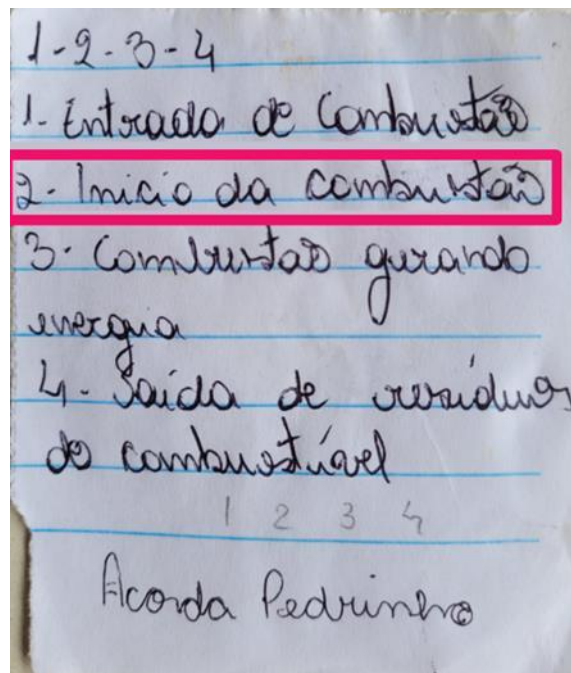 1-2-3-4
1- Entrada de Combustão
2- Inicio da combustão
3- Combustão gerando
energia
4- Saída de resíduos
do combustível
1 2 3 4
Acorda Pedrinho